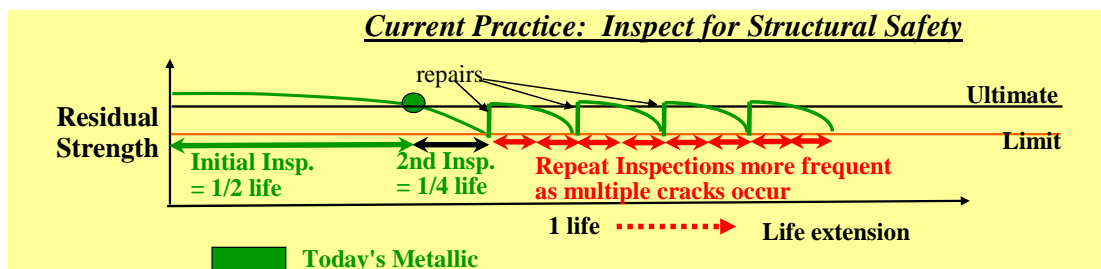 Current Practice:  Inspect for Structural Safety
repairs
Ultimate
Residual
Strength
Limit
Initial Insp.
= 1/2 life
2nd Insp.
= 1/4 life
Repeat Inspections more frequent
as multiple cracks occur
1 life
Life extension
Today's Metallic